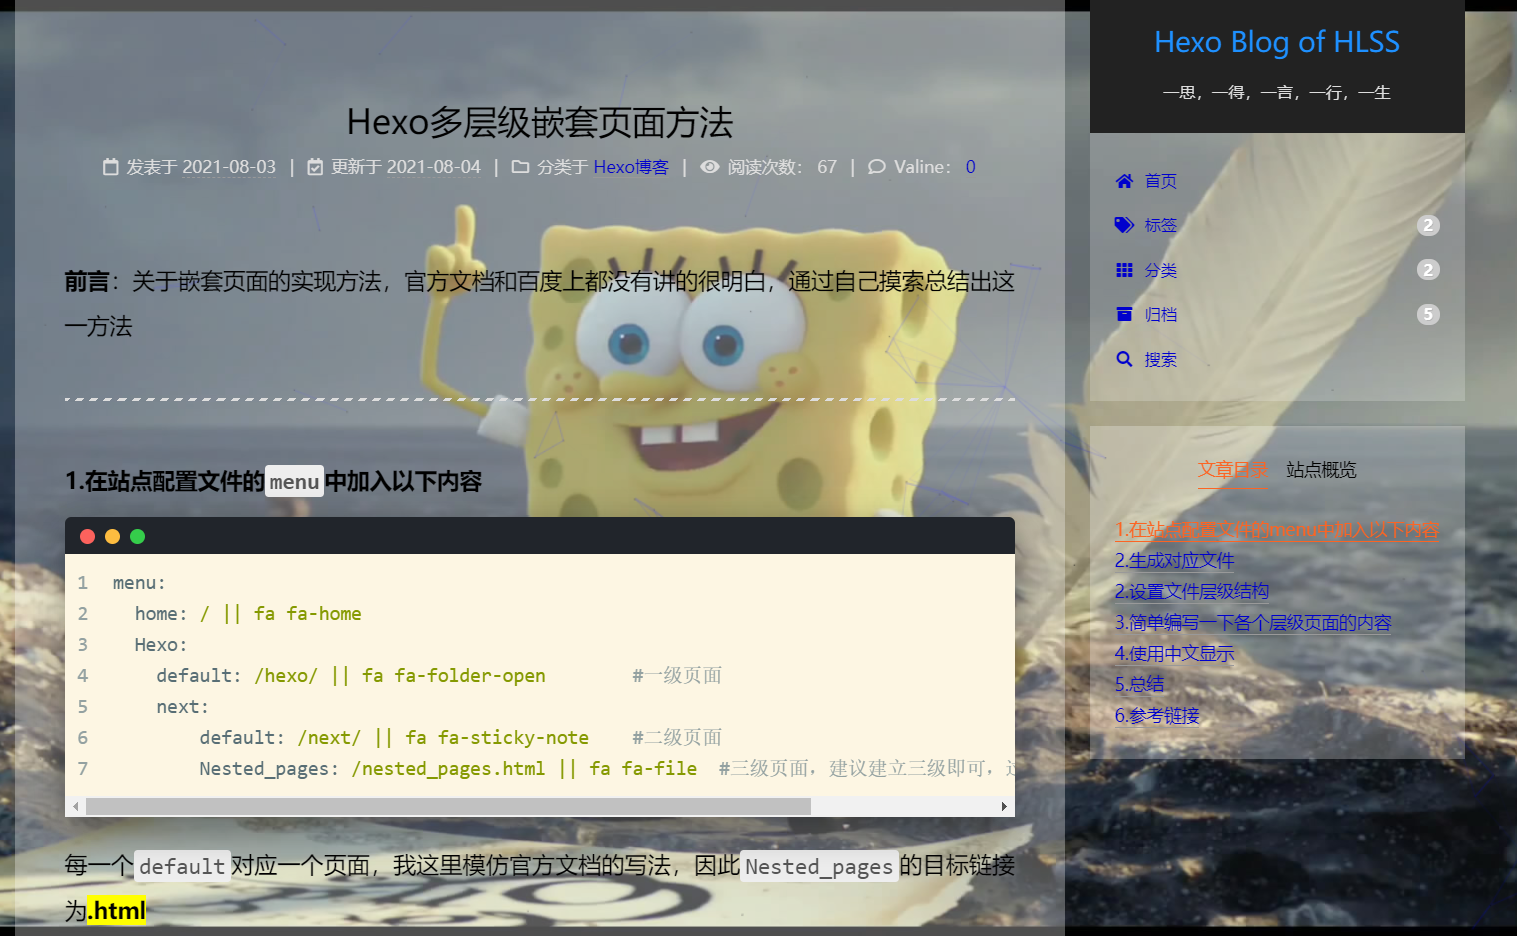 Hexo多层级嵌套页面方法
发表于 2021-08-03 | 更新于 2021-08-04 | 分类于 Hexo博客 | 阅读次数： 67 | Valine： 0
前言：关于嵌套页面的实现方法，官方文档和百度上都没有讲的很明白，通过自己摸索总结出这
一方法
1.在站点配置文件的menu中加入以下内容
1 menu:
2 home: / || fa fa-home
3 Hexo:
4 default: /hexo/ || fa fa-folder-open #一级页面
5 next:
6 default: /next/ || fa fa-sticky-note #二级页面
7 Nested_pages: /nested_pages.html || fa fa-file #三级页面，建议建立三级即可，
每一个default对应一个页面，我这里模仿官方文档的写法，因此Nested_pages的目标链接
为.html
Hexo Blog of HLSS
一思，一得，一言，一行，一生
首页
标签 2
分类 2
归档 5
搜索
文章目录 站点概览
1.在站点配置文件的menu中加入以下内容
2.生成对应文件
2.设置文件层级结构
3.简单编写一下各个层级页面的内容
4.使用中文显示
5.总结
6.参考链接